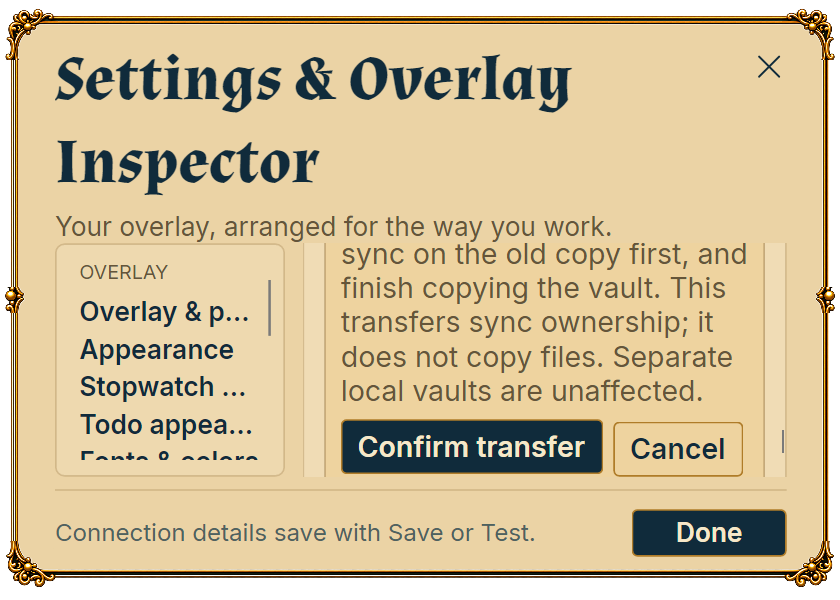 Settings & Overlay
Inspector
Your overlay, arranged for the way you work.
OVERLAY
Overlay & p...
Appearance
Stopwatch ...
Todo appea...
Fonts & colors
sync on the old copy first, and
finish copying the vault. This
transfers sync ownership; it
does not copy files. Separate
local vaults are unaffected.
Confirm transfer
Cancel
Connection details save with Save or Test.
Done